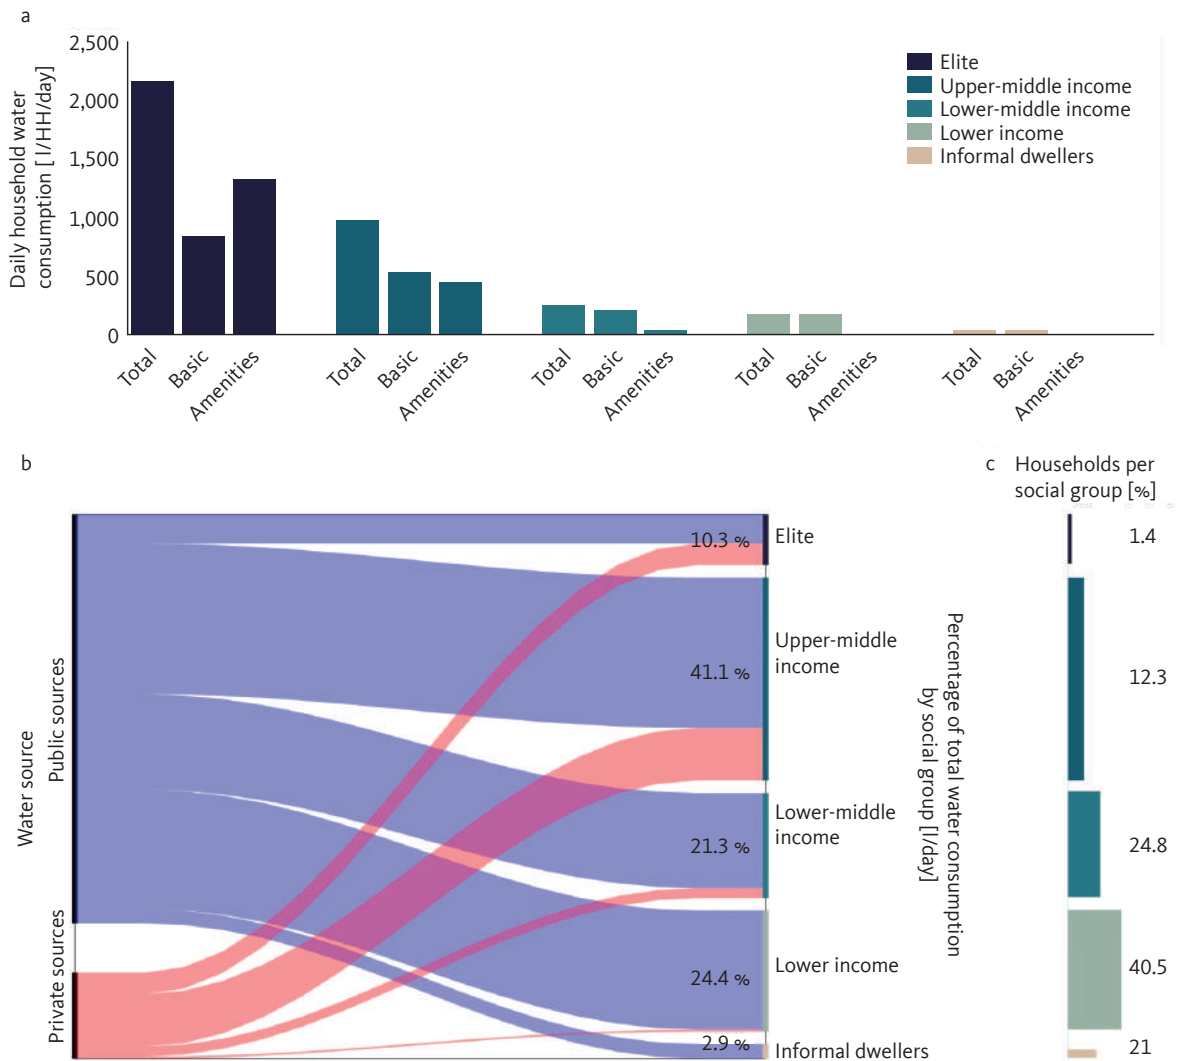 a
2,500
2,000
1,500
1,000
500
0
Daily household water
consumption [ l/HH/day]
Elite
Upper-middle income
Lower-middle income
Lower income
Informal dwellers
Total
Basic
Amenities
Total
Basic
Amenities
Total
Basic
Amenities
Total
Basic
Amenities
Total
Basic
Amenities
b
Water source
Public sources
Private sources
10.3 %
41.1 %
21.3 %
24.4 %
2.9 %
Elite
Upper-middle
income
Lower-middle
income
Lower income
Informal dwellers
Percentage of total water consumption
by social group [l/day]
c
Households per
social group [%]
1.4
12.3
24.8
40.5
21